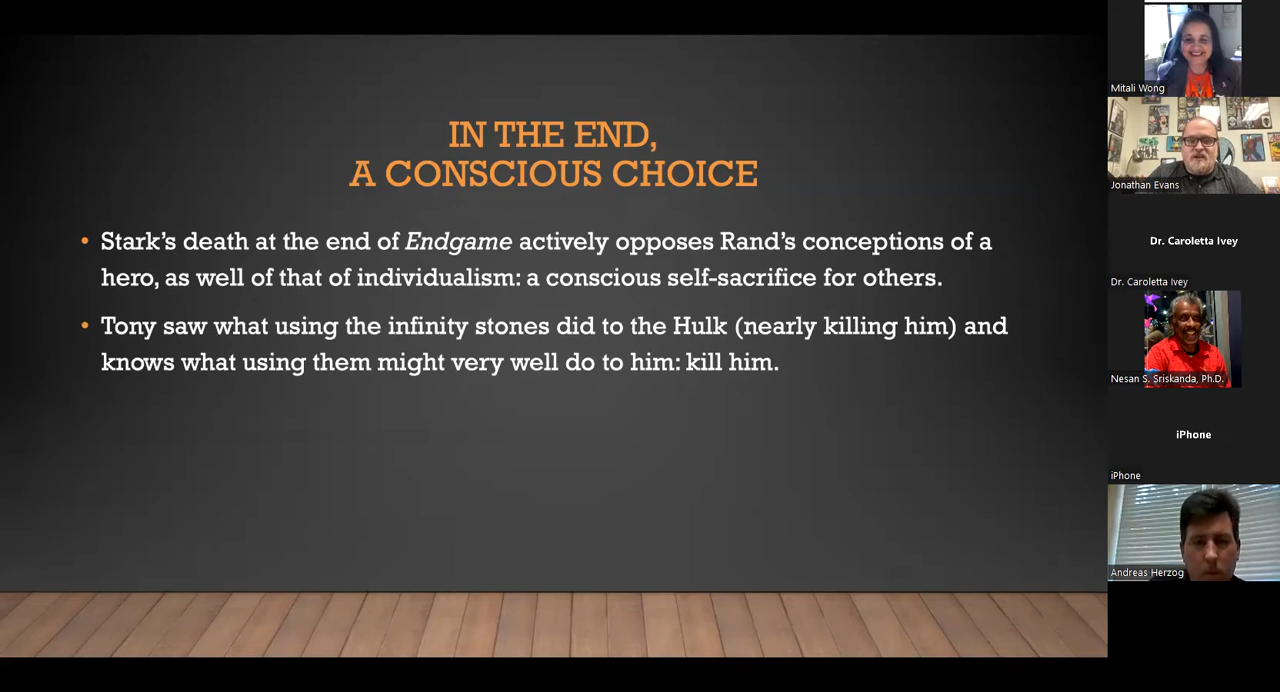 IN THE END,
A CONSCIOUS CHOICE
• Stark's death at the end of Endgame actively opposes Rand's conceptions of a
hero, as well of that of individualism: a conscious self-sacrifice for others.
• Tony saw what using the infinity stones did to the Hulk (nearly killing him) and
knows what using them might very well do to him: kill him.
Mitali Wong
Jonathan Evans
Dr. Caroletta Ivey
Dr. Caroletta Ivey
Nesan S. Sriskanda, Ph.D.
iPhone
iPhone
Andreas Herzog